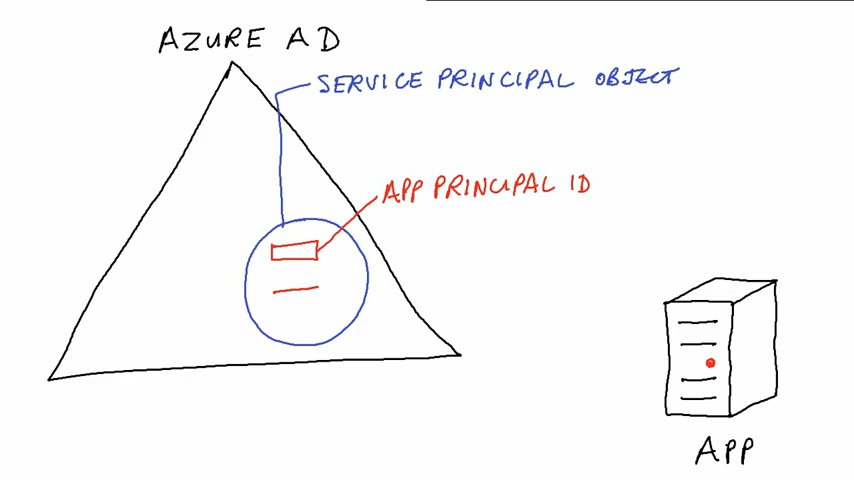 AZURE AD
SERVICE PRINCIPAL OBJECT
APP PRINCIPAL ID
APP